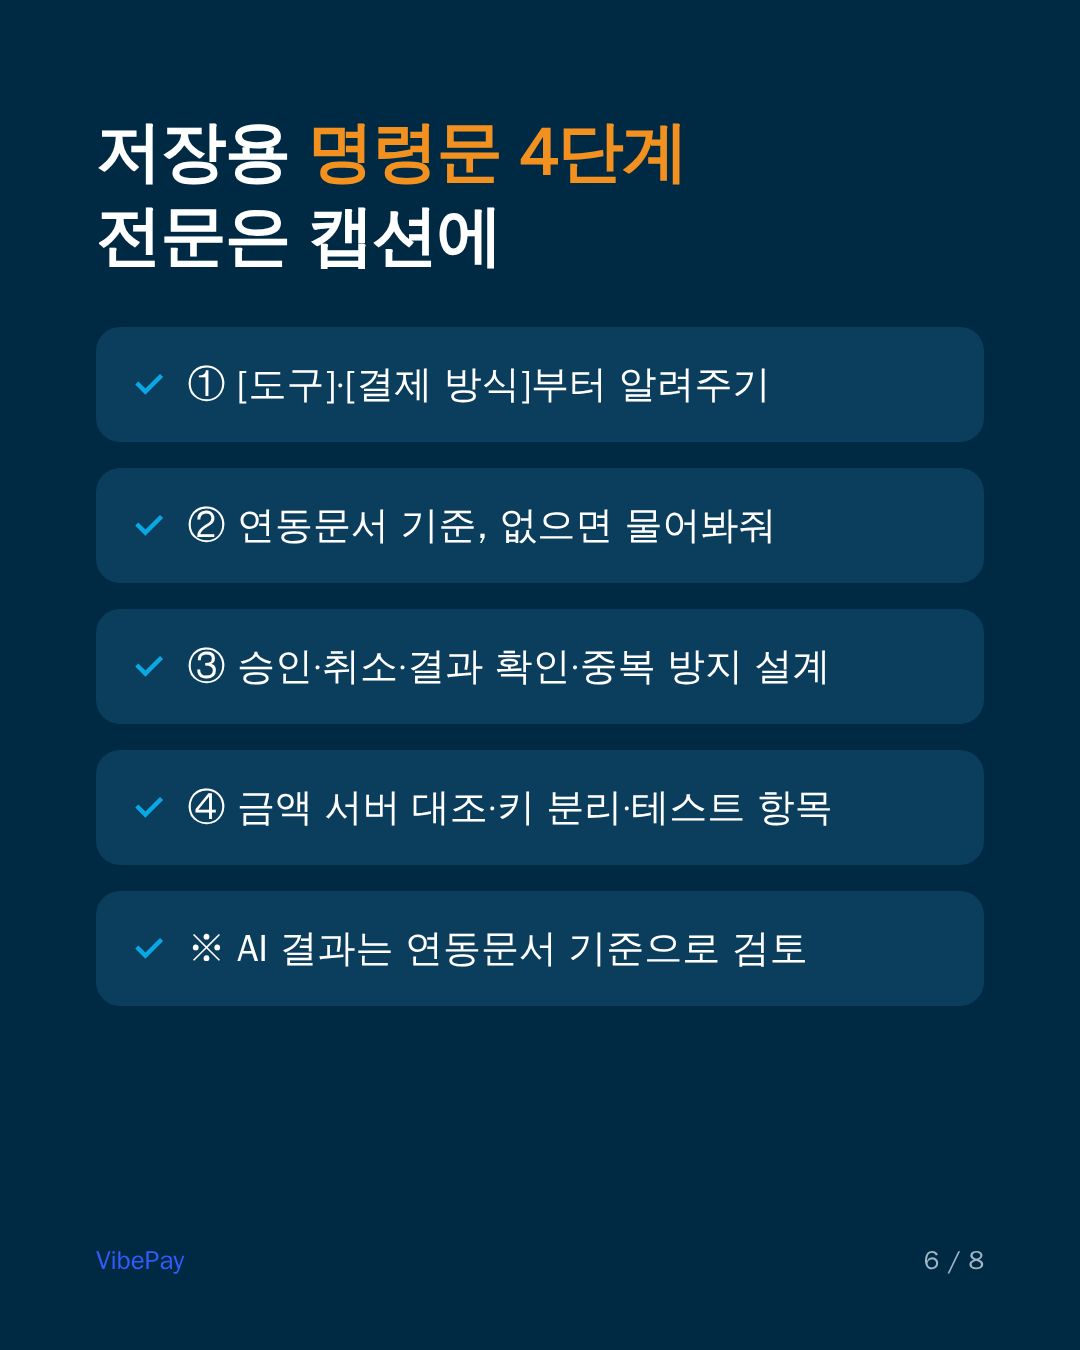 저장용 명령문 4단계
전문은 캡션에
① [도구]·[결제 방식]부터 알려주기
② 연동문서 기준, 없으면 물어봐줘
③ 승인·취소·결과 확인·중복 방지 설계
④ 금액 서버 대조·키 분리·테스트 항목
※ AI 결과는 연동문서 기준으로 검토
VibePay
6 / 8